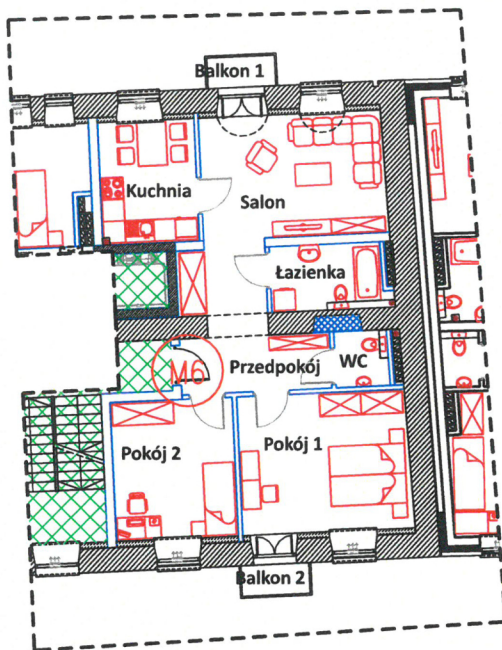 Balkon 1
Kuchnia
Salon
Łazienka
Przedpokój
WC
M6
Pokój 2
Pokój 1
Balkon 2